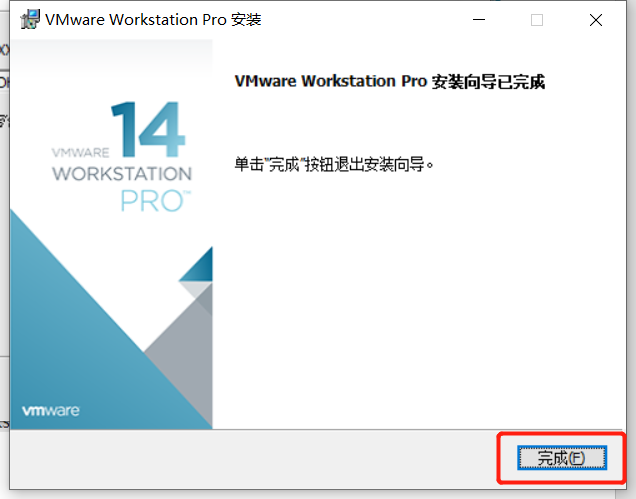 VMware Workstation Pro 安装
VMware Workstation Pro 安装向导已完成
14
VMWARE
WORKSTATION
PRO™
单击"完成"按钮退出安装向导。
vmware
完成(F)